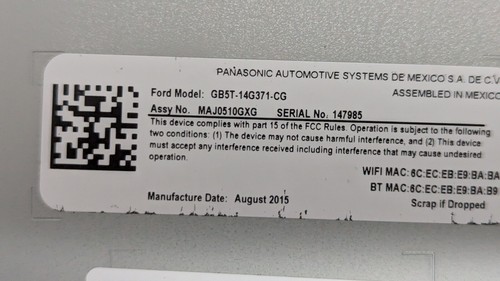 PANASONIC AUTOMOTIVE SYSTEMS DE MEXICO S.A. DE C.V
ASSEMBLED IN MEXICO
Ford Model: GB5T-14G371-CG
Assy No. MAJ0510GXG SERIAL No. 147985
This device complies with part 15 of the FCC Rules. Operation is subject to the following
two conditions: (1) The device may not cause harmful interference, and (2) This device
must accept any interference received including interference that may cause undesired
operation.
WIFI MAC:6C:EC:EB:E9:BA:BA
BT MAC:6C:EC:EB:E9:BA:B9
Manufacture Date: August 2015
Scrap if Dropped